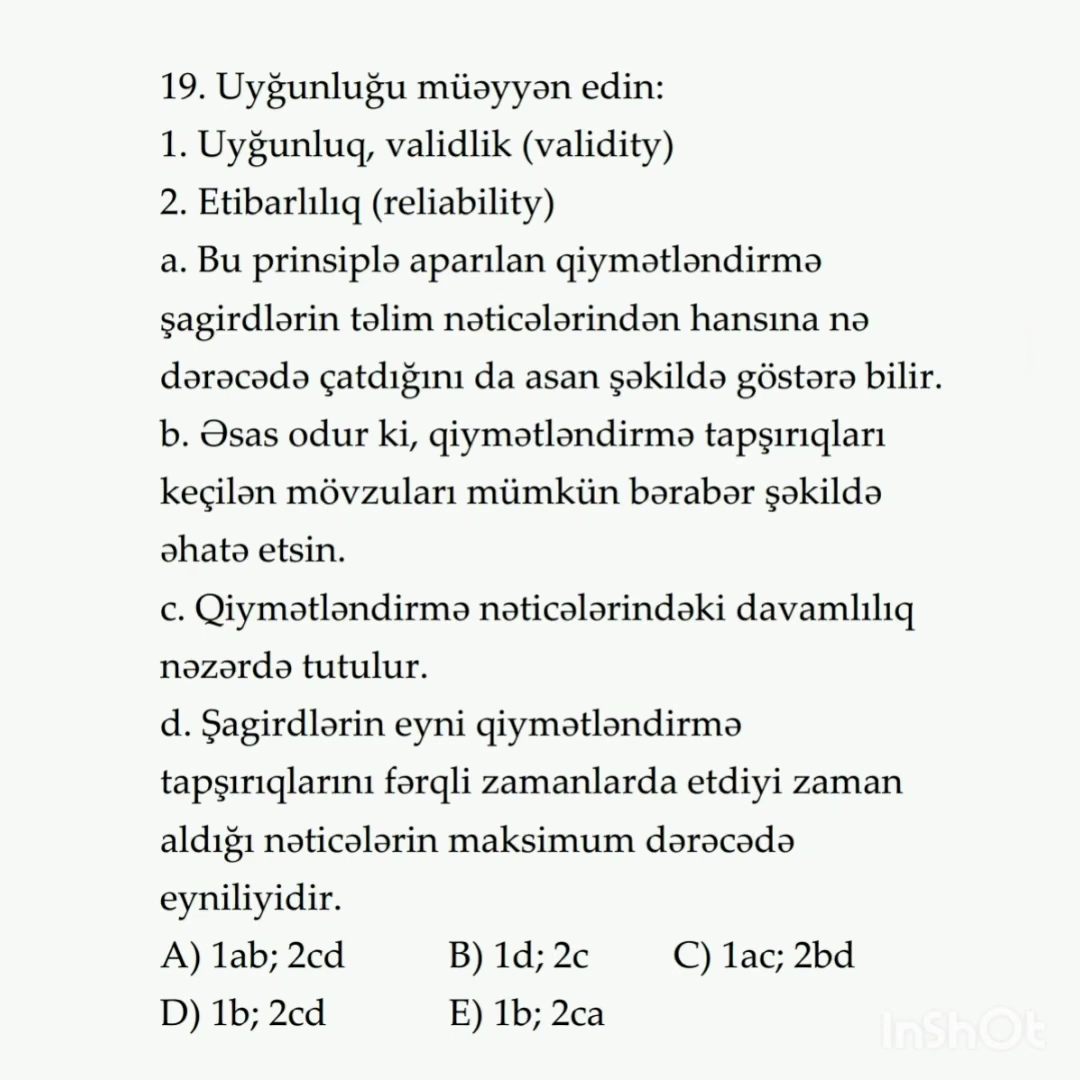 19. Uyğunluğu müəyyən edin:
1. Uyğunluq, validlik (validity)
2. Etibarlılıq (reliability)
a. Bu prinsiplə aparılan qiymətləndirmə
şagirdlərin təlim nəticələrindən hansına nə
dərəcədə çatdığını da asan şəkildə göstərə bilir.
b. Əsas odur ki, qiymətləndirmə tapşırıqları
keçilən mövzuları mümkün bərabər şəkildə
əhatə etsin.
c. Qiymətləndirmə nəticələrindəki davamlılıq
nəzərdə tutulur.
d. Şagirdlərin eyni qiymətləndirmə
tapşırıqlarını fərqli zamanlarda etdiyi zaman
aldığı nəticələrin maksimum dərəcədə
eyniliyidir.
A) 1ab; 2cd B) 1d; 2c C) 1ac; 2bd
D) 1b; 2cd E) 1b; 2ca
InShOt